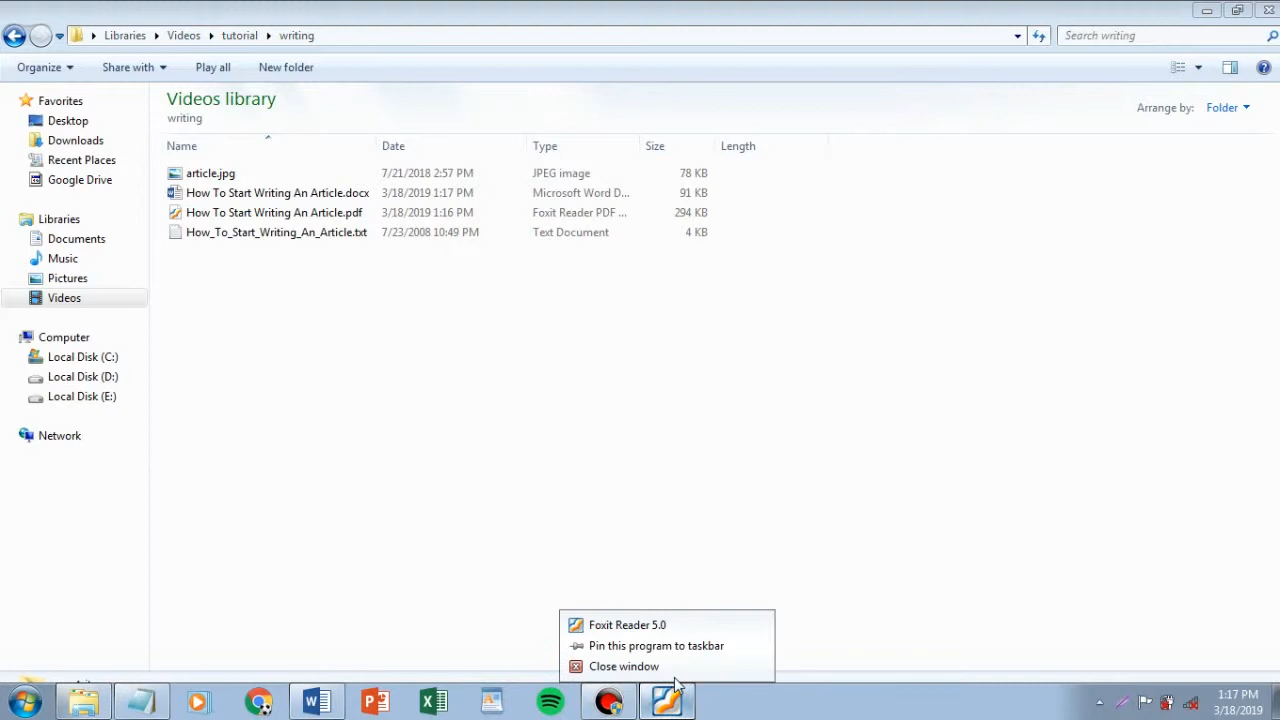 Libraries Videos tutorial writing
Search writing
Organize Share with Play all New folder
Favorites
Desktop
Downloads
Recent Places
Google Drive
Libraries
Documents
Music
Pictures
Videos
Computer
Local Disk (C:)
Local Disk (D:)
Local Disk (E:)
Network
Videos library
writing
Arrange by: Folder
Name Date Type Size Length
article.jpg 7/21/2018 2:57 PM JPEG image 78 KB
How To Start Writing An Article.docx 3/18/2019 1:17 PM Microsoft Word D... 91 KB
How To Start Writing An Article.pdf 3/18/2019 1:16 PM Foxit Reader PDF ... 294 KB
How_To_Start_Writing_An_Article.txt 7/23/2008 10:49 PM Text Document 4 KB
Foxit Reader 5.0
Pin this program to taskbar
Close window
1:17 PM
3/18/2019